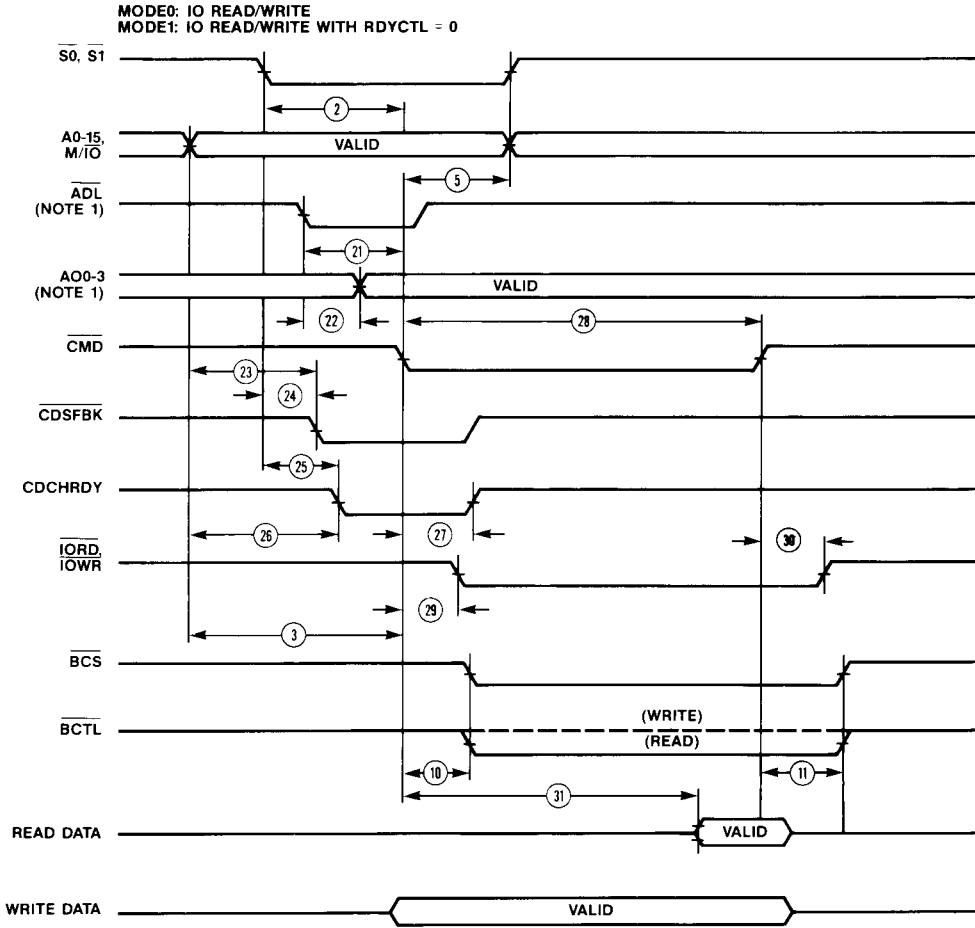 MODE0: IO READ/WRITE
MODE1: IO READ/WRITE WITH RDYCTL = 0
S0, S1
2
A0-15,
M/IO
VALID
5
ADL
(NOTE 1)
21
AO0-3
(NOTE 1)
VALID
22
28
CMD
23
24
CDSFBK
25
CDCHRDY
26
27
30
IORD,
IOWR
29
3
BCS
BCTL
(WRITE)
(READ)
10
11
31
READ DATA
VALID
WRITE DATA
VALID